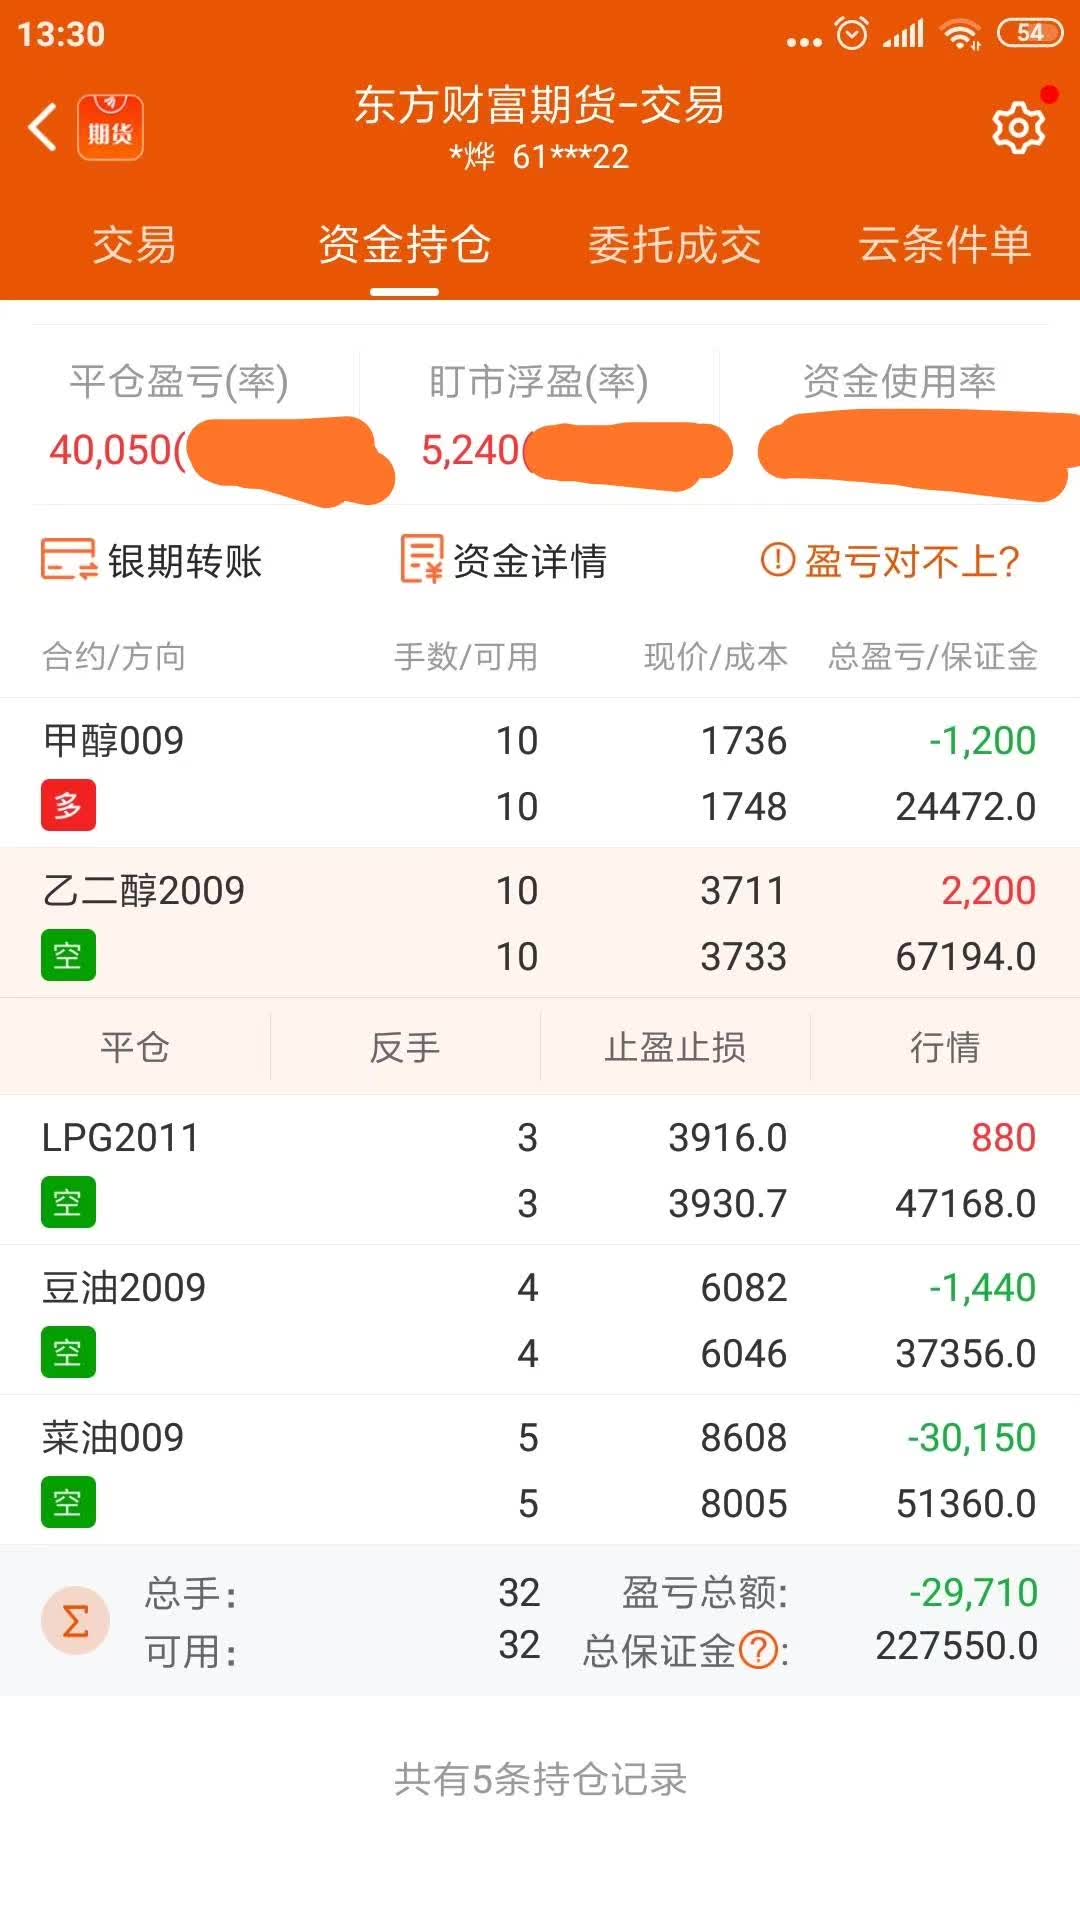 13:30 54
期货
东方财富期货-交易
*烨 61***22
交易 资金持仓 委托成交 云条件单
平仓盈亏(率) 盯市浮盈(率) 资金使用率
40,050( 5,240(
银期转账 资金详情 盈亏对不上?
合约/方向 手数/可用 现价/成本 总盈亏/保证金
甲醇009 10 1736 -1,200
多 10 1748 24472.0
乙二醇2009 10 3711 2,200
空 10 3733 67194.0
平仓 反手 止盈止损 行情
LPG2011 3 3916.0 880
空 3 3930.7 47168.0
豆油2009 4 6082 -1,440
空 4 6046 37356.0
菜油009 5 8608 -30,150
空 5 8005 51360.0
Σ 总手: 32 盈亏总额: -29,710
可用: 32 总保证金?: 227550.0
共有5条持仓记录